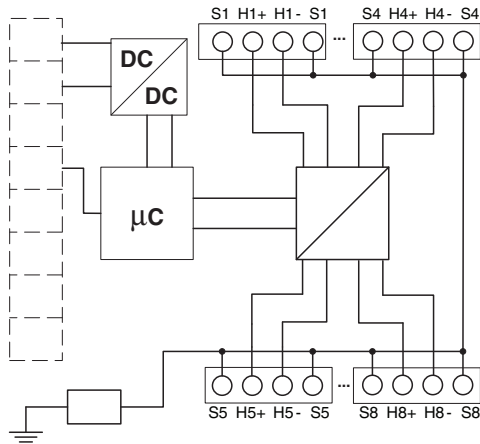 S1 H1+ H1- S1 ... S4 H4+ H4- S4
DC
DC
μC
S5 H5+ H5- S5 ... S8 H8+ H8- S8